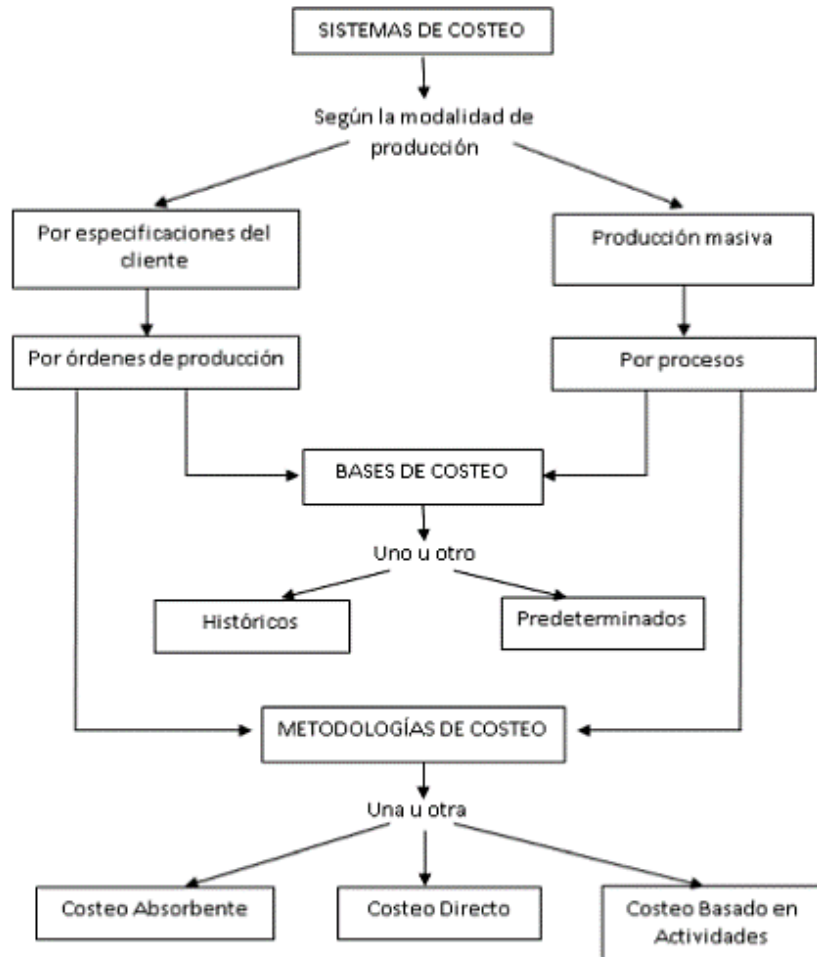 SISTEMAS DE COSTEO
Según la modalidad de
producción
Por especificaciones del
cliente
Producción masiva
Por órdenes de producción
Por procesos
BASES DE COSTEO
Uno u otro
Históricos
Predeterminados
METODOLOGÍAS DE COSTEO
Una u otra
Costeo Absorbente
Costeo Directo
Costeo Basado en
Actividades